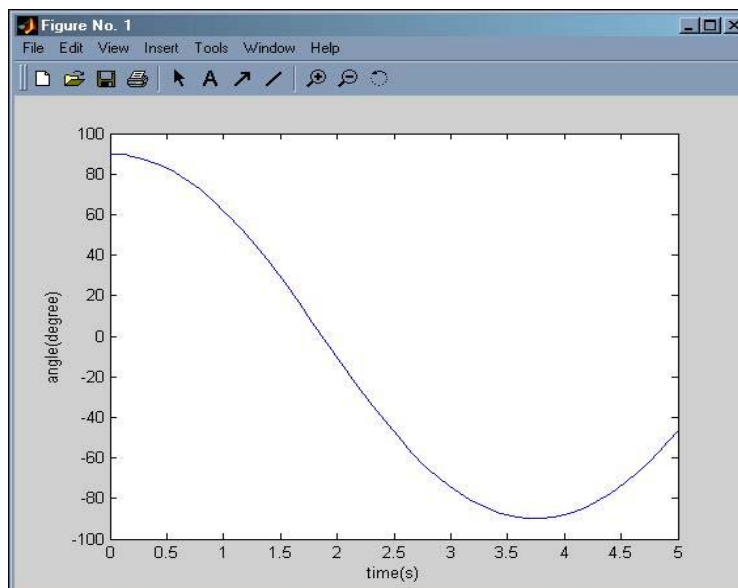 Figure No. 1
File Edit View Insert Tools Window Help
A
100
80
60
40
20
0
-20
-40
-60
-80
-100
angle(degree)
0 0.5 1 1.5 2 2.5 3 3.5 4 4.5 5
time(s)